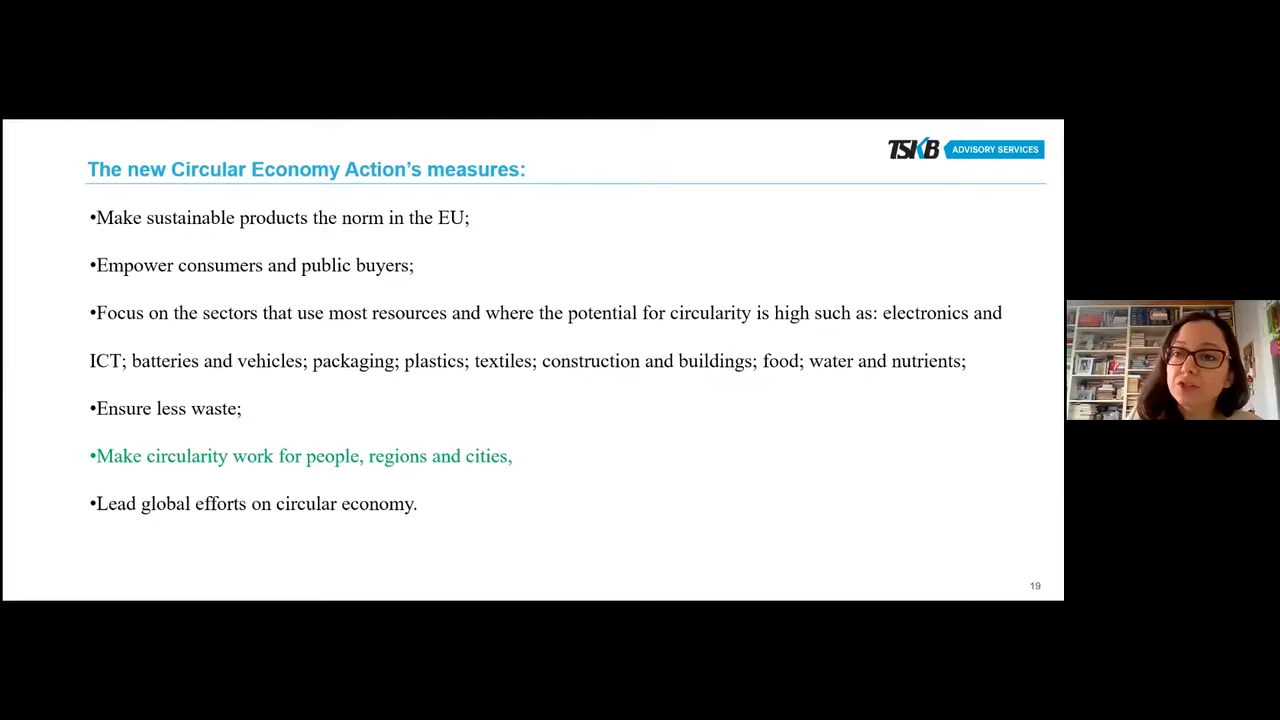 TSKB ADVISORY SERVICES
The new Circular Economy Action's measures:
•Make sustainable products the norm in the EU;
•Empower consumers and public buyers;
•Focus on the sectors that use most resources and where the potential for circularity is high such as: electronics and
ICT; batteries and vehicles; packaging; plastics; textiles; construction and buildings; food; water and nutrients;
•Ensure less waste;
•Make circularity work for people, regions and cities,
•Lead global efforts on circular economy.
19